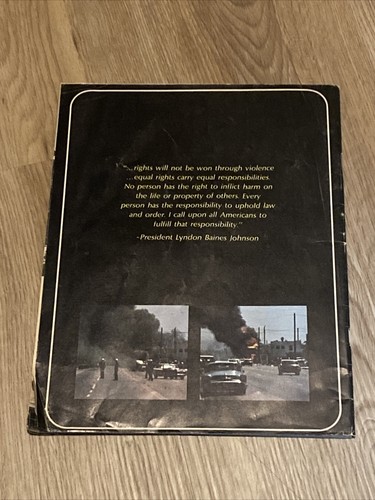 "...rights will not be won through violence
...equal rights carry equal responsibilities.
No person has the right to inflict harm on
the life or property of others. Every
person has the responsibility to uphold law
and order. I call upon all Americans to
fulfill that responsibility."
-President Lyndon Baines Johnson